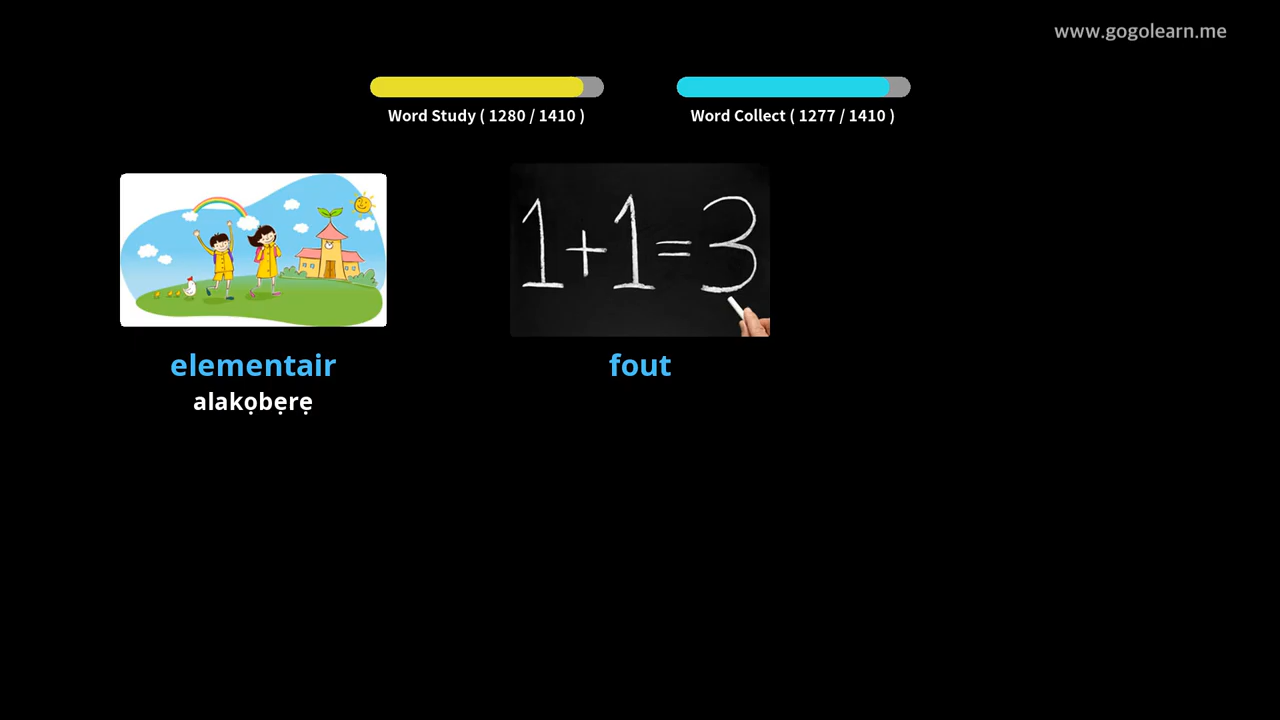 www.gogolearn.me
Word Study ( 1280 / 1410 )
Word Collect ( 1277 / 1410 )
1+1=3
elementair
fout
alakọbẹrẹ